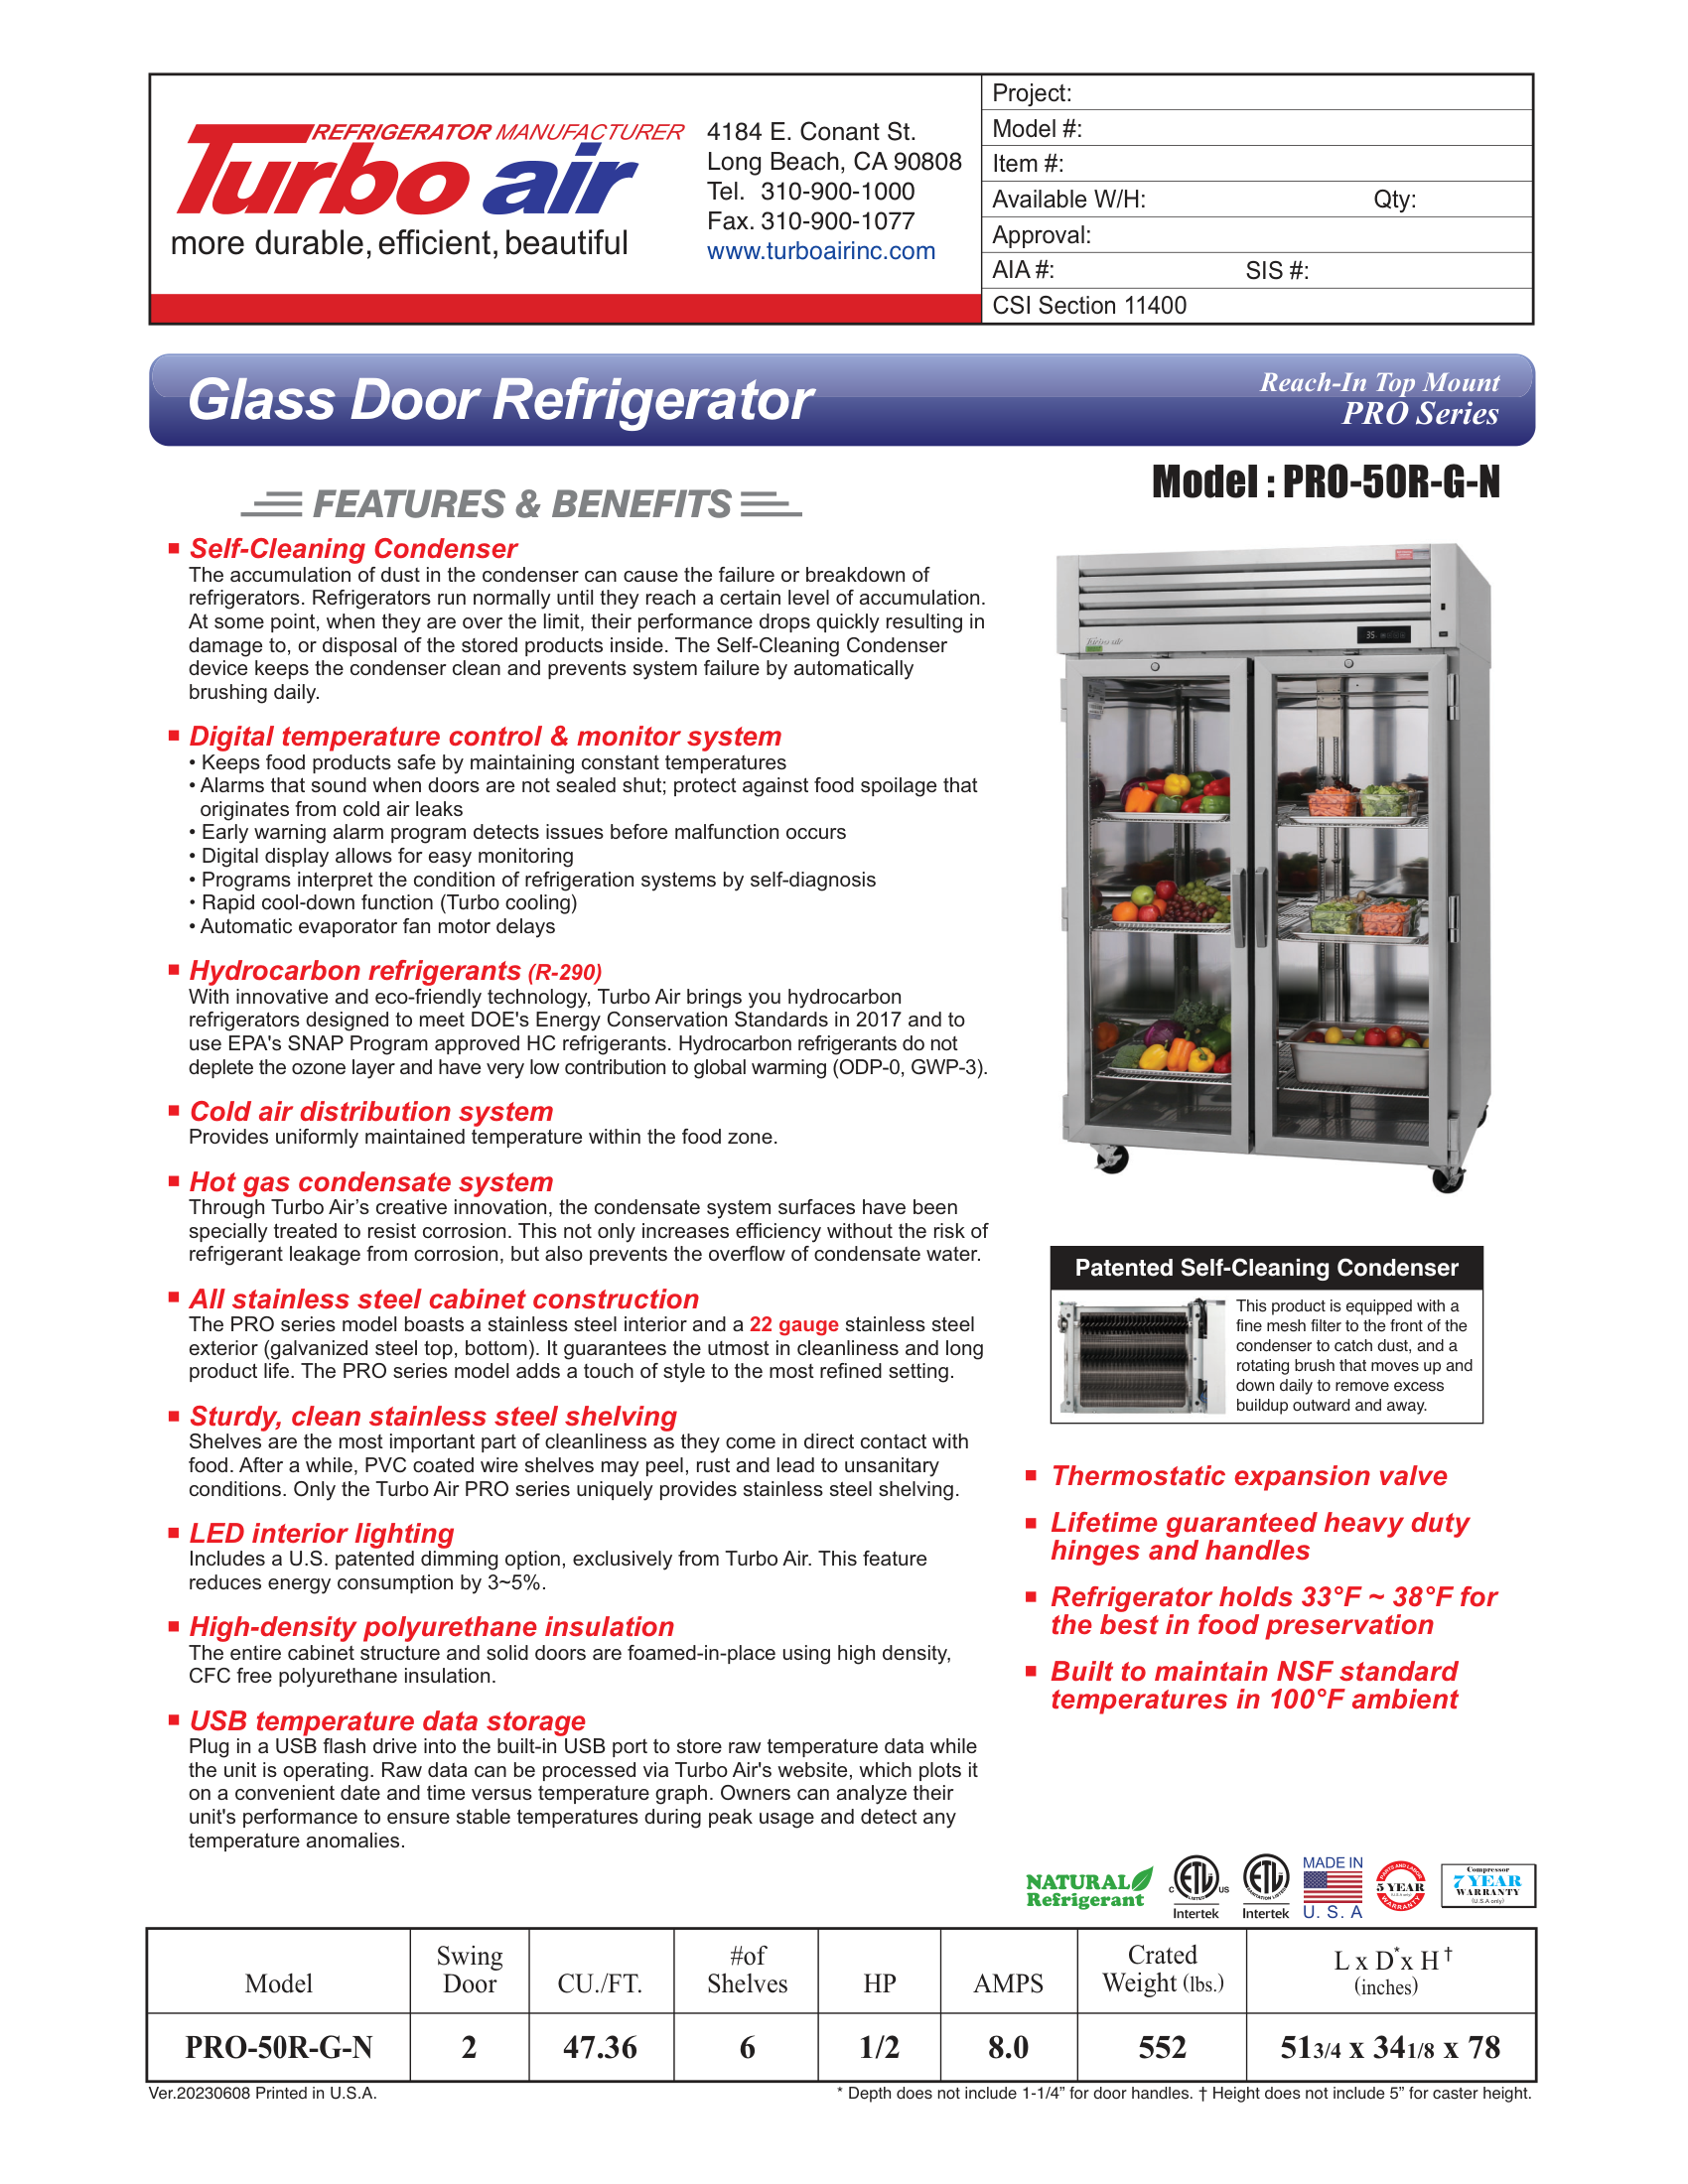 REFRIGERATOR MANUFACTURER
Turbo air
more durable, efficient, beautiful
4184 E. Conant St.
Long Beach, CA 90808
Tel. 310-900-1000
Fax. 310-900-1077
www.turboairinc.com
Project:
Model #:
Item #:
Available W/H: Qty:
Approval:
AIA #: SIS #:
CSI Section 11400
Glass Door Refrigerator
Reach-In Top Mount
PRO Series
Model : PRO-50R-G-N
FEATURES & BENEFITS
Self-Cleaning Condenser
The accumulation of dust in the condenser can cause the failure or breakdown of
refrigerators. Refrigerators run normally until they reach a certain level of accumulation.
At some point, when they are over the limit, their performance drops quickly resulting in
damage to, or disposal of the stored products inside. The Self-Cleaning Condenser
device keeps the condenser clean and prevents system failure by automatically
brushing daily.
Digital temperature control & monitor system
• Keeps food products safe by maintaining constant temperatures
• Alarms that sound when doors are not sealed shut; protect against food spoilage that
originates from cold air leaks
• Early warning alarm program detects issues before malfunction occurs
• Digital display allows for easy monitoring
• Programs interpret the condition of refrigeration systems by self-diagnosis
• Rapid cool-down function (Turbo cooling)
• Automatic evaporator fan motor delays
Hydrocarbon refrigerants (R-290)
With innovative and eco-friendly technology, Turbo Air brings you hydrocarbon
refrigerators designed to meet DOE's Energy Conservation Standards in 2017 and to
use EPA's SNAP Program approved HC refrigerants. Hydrocarbon refrigerants do not
deplete the ozone layer and have very low contribution to global warming (ODP-0, GWP-3).
Cold air distribution system
Provides uniformly maintained temperature within the food zone.
Hot gas condensate system
Through Turbo Air’s creative innovation, the condensate system surfaces have been
specially treated to resist corrosion. This not only increases efficiency without the risk of
refrigerant leakage from corrosion, but also prevents the overflow of condensate water.
All stainless steel cabinet construction
The PRO series model boasts a stainless steel interior and a 22 gauge stainless steel
exterior (galvanized steel top, bottom). It guarantees the utmost in cleanliness and long
product life. The PRO series model adds a touch of style to the most refined setting.
Sturdy, clean stainless steel shelving
Shelves are the most important part of cleanliness as they come in direct contact with
food. After a while, PVC coated wire shelves may peel, rust and lead to unsanitary
conditions. Only the Turbo Air PRO series uniquely provides stainless steel shelving.
LED interior lighting
Includes a U.S. patented dimming option, exclusively from Turbo Air. This feature
reduces energy consumption by 3~5%.
High-density polyurethane insulation
The entire cabinet structure and solid doors are foamed-in-place using high density,
CFC free polyurethane insulation.
USB temperature data storage
Plug in a USB flash drive into the built-in USB port to store raw temperature data while
the unit is operating. Raw data can be processed via Turbo Air's website, which plots it
on a convenient date and time versus temperature graph. Owners can analyze their
unit's performance to ensure stable temperatures during peak usage and detect any
temperature anomalies.
Turbo air
35
Patented Self-Cleaning Condenser
This product is equipped with a
fine mesh filter to the front of the
condenser to catch dust, and a
rotating brush that moves up and
down daily to remove excess
buildup outward and away.
Thermostatic expansion valve
Lifetime guaranteed heavy duty
hinges and handles
Refrigerator holds 33°F ~ 38°F for
the best in food preservation
Built to maintain NSF standard
temperatures in 100°F ambient
NATURAL
Refrigerant
C ETL US
LISTED
Intertek
ETL
SANITATION LISTED
Intertek
MADE IN
U. S. A
PARTS AND LABOR
5 YEAR
(U.S.A only)
WARRANTY
Compressor
7 YEAR
WARRANTY
(U.S.A only)
Model Swing Door CU./FT. #of Shelves HP AMPS Crated Weight (lbs.) L x D* x H† (inches)
PRO-50R-G-N 2 47.36 6 1/2 8.0 552 51 3/4 x 34 1/8 x 78
Ver.20230608 Printed in U.S.A.
* Depth does not include 1-1/4” for door handles. † Height does not include 5” for caster height.